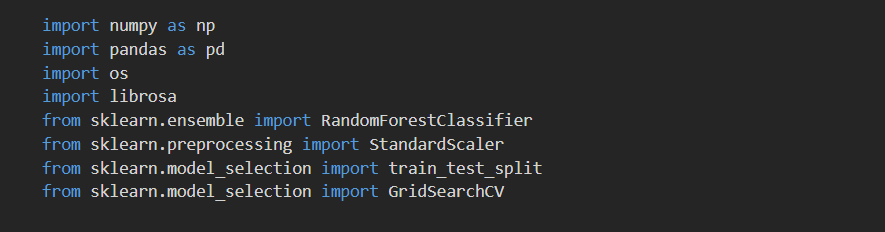 import numpy as np
import pandas as pd
import os
import librosa
from sklearn.ensemble import RandomForestClassifier
from sklearn.preprocessing import StandardScaler
from sklearn.model_selection import train_test_split
from sklearn.model_selection import GridSearchCV